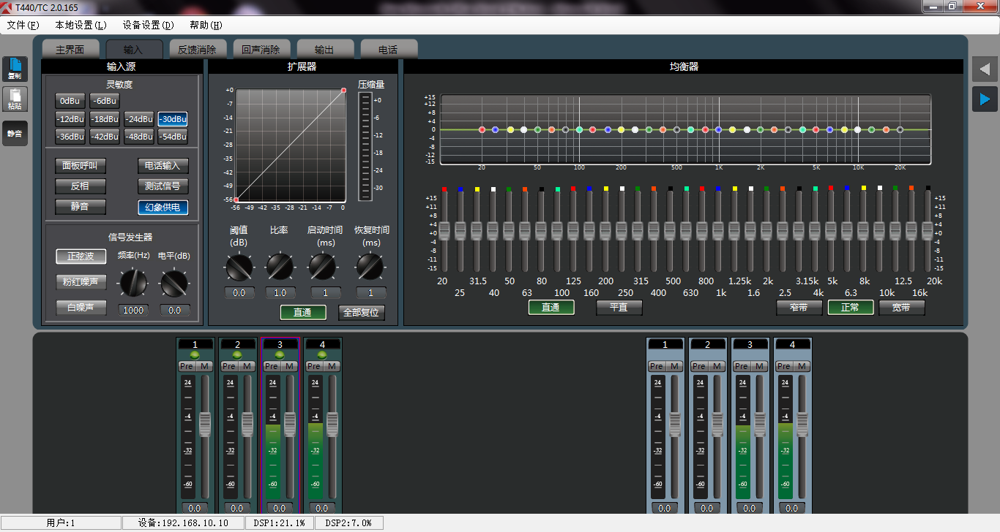 T440/TC 2.0.165
文件(F) 本地设置(L) 设备设置(D) 帮助(H)
主界面 输入 反馈消除 回声消除 输出 电话
复制
粘贴
静音
输入源 扩展器 均衡器
灵敏度
0dBu -6dBu
-12dBu -18dBu -24dBu -30dBu
-36dBu -42dBu -48dBu -54dBu
面板呼叫 电话输入
反相 测试信号
静音 幻象供电
信号发生器
正弦波 频率(Hz) 电平(dB)
粉红噪声
白噪声 1000 0.0
压缩量
+0
-7
-14
-21
-28
-35
-42
-49
-56
-56 -49 -42 -35 -28 -21 -14 -7 0
+0
-6
-12
-18
-24
-30
阈值 比率 启动时间 恢复时间
(dB) (ms) (ms)
0.0 1.0 1 1
直通 全部复位
+15
+12
+8
+4
0
-4
-8
-12
-15
20 50 100 200 500 1K 2K 5K 10K 20K
+15 +15
+11 +11
+8 +8
+4 +4
+0 +0
-4 -4
-8 -8
-11 -11
-15 -15
20 31.5 50 80 125 200 315 500 800 1.25k 2k 3.15k 5k 8k 12.5 20k
25 40 63 100 160 250 400 630 1k 1.6 2.5 4k 6.3 10k 16k
直通 平直 窄带 正常 宽带
1 2 3 4 1 2 3 4
Pre M Pre M Pre M Pre M Pre M Pre M Pre M Pre M
24 24 24 24 24 24 24 24
-4 -4 -4 -4 -4 -4 -4 -4
-32 -32 -32 -32 -32 -32 -32 -32
-60 -60 -60 -60 -60 -60 -60 -60
0.0 0.0 0.0 0.0 0.0 0.0 0.0 0.0
用户:1 设备:192.168.10.10 DSP1:21.1% DSP2:7.0%